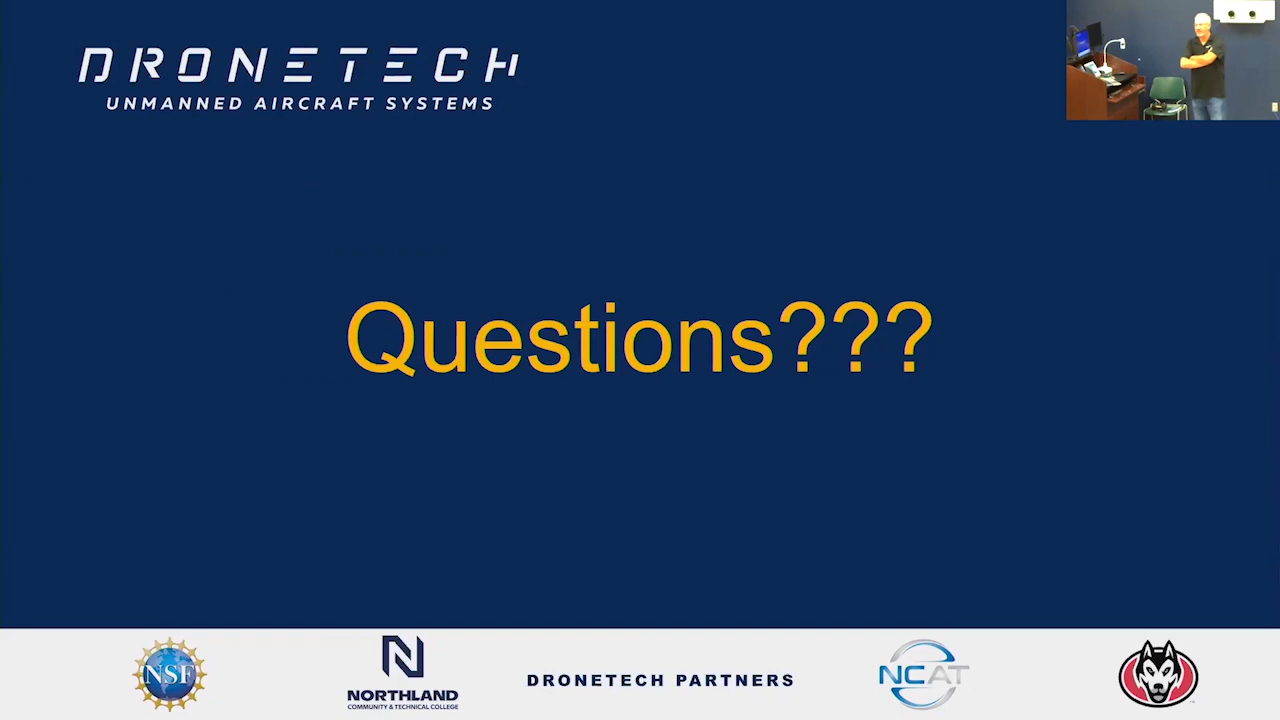 DRONETECH
UNMANNED AIRCRAFT SYSTEMS
Questions???
NSF
NORTHLAND
COMMUNITY & TECHNICAL COLLEGE
DRONETECH PARTNERS
NCAT